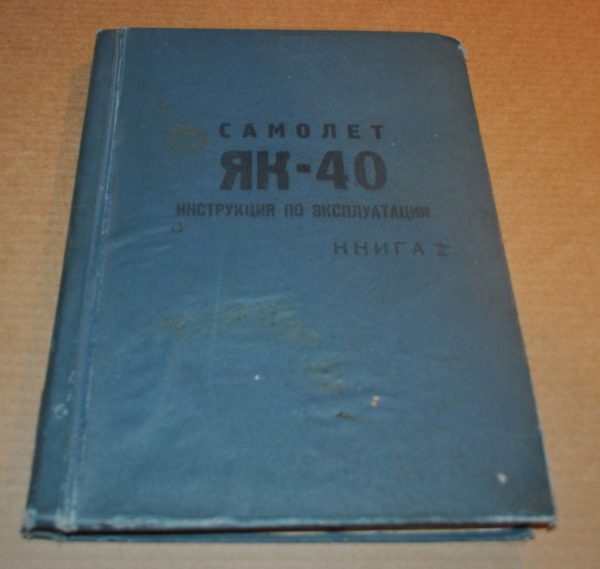 САМОЛЕТ
ЯК-40
ИНСТРУКЦИЯ ПО ЭКСПЛУАТАЦИИ
КНИГА 2